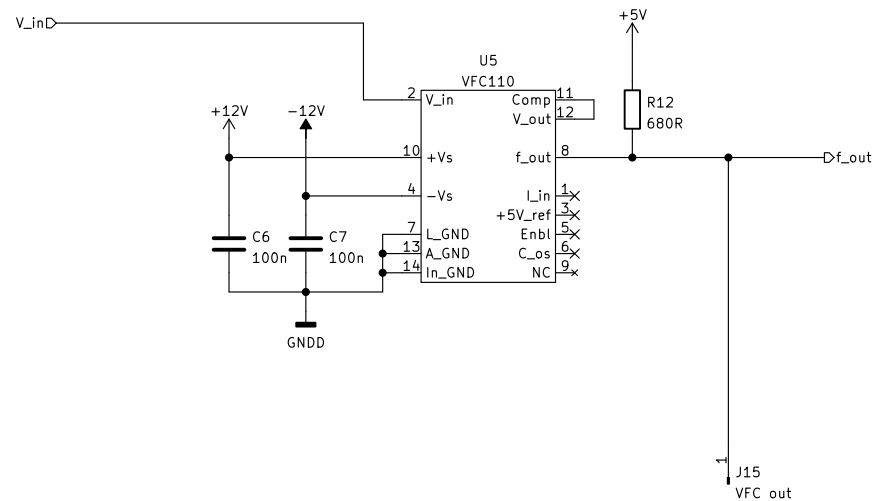 V_in
+5V
U5
VFC110
2 V_in Comp 11
R12
+12V -12V
V_out 12
680R
10 +Vs f_out 8
f_out
4 -Vs I_in 1
+5V_ref 3
7 L_GND Enbl 5
C6 C7
13 A_GND C_os 6
100n 100n
14 In_GND NC 9
GNDD
1
J15
VFC out